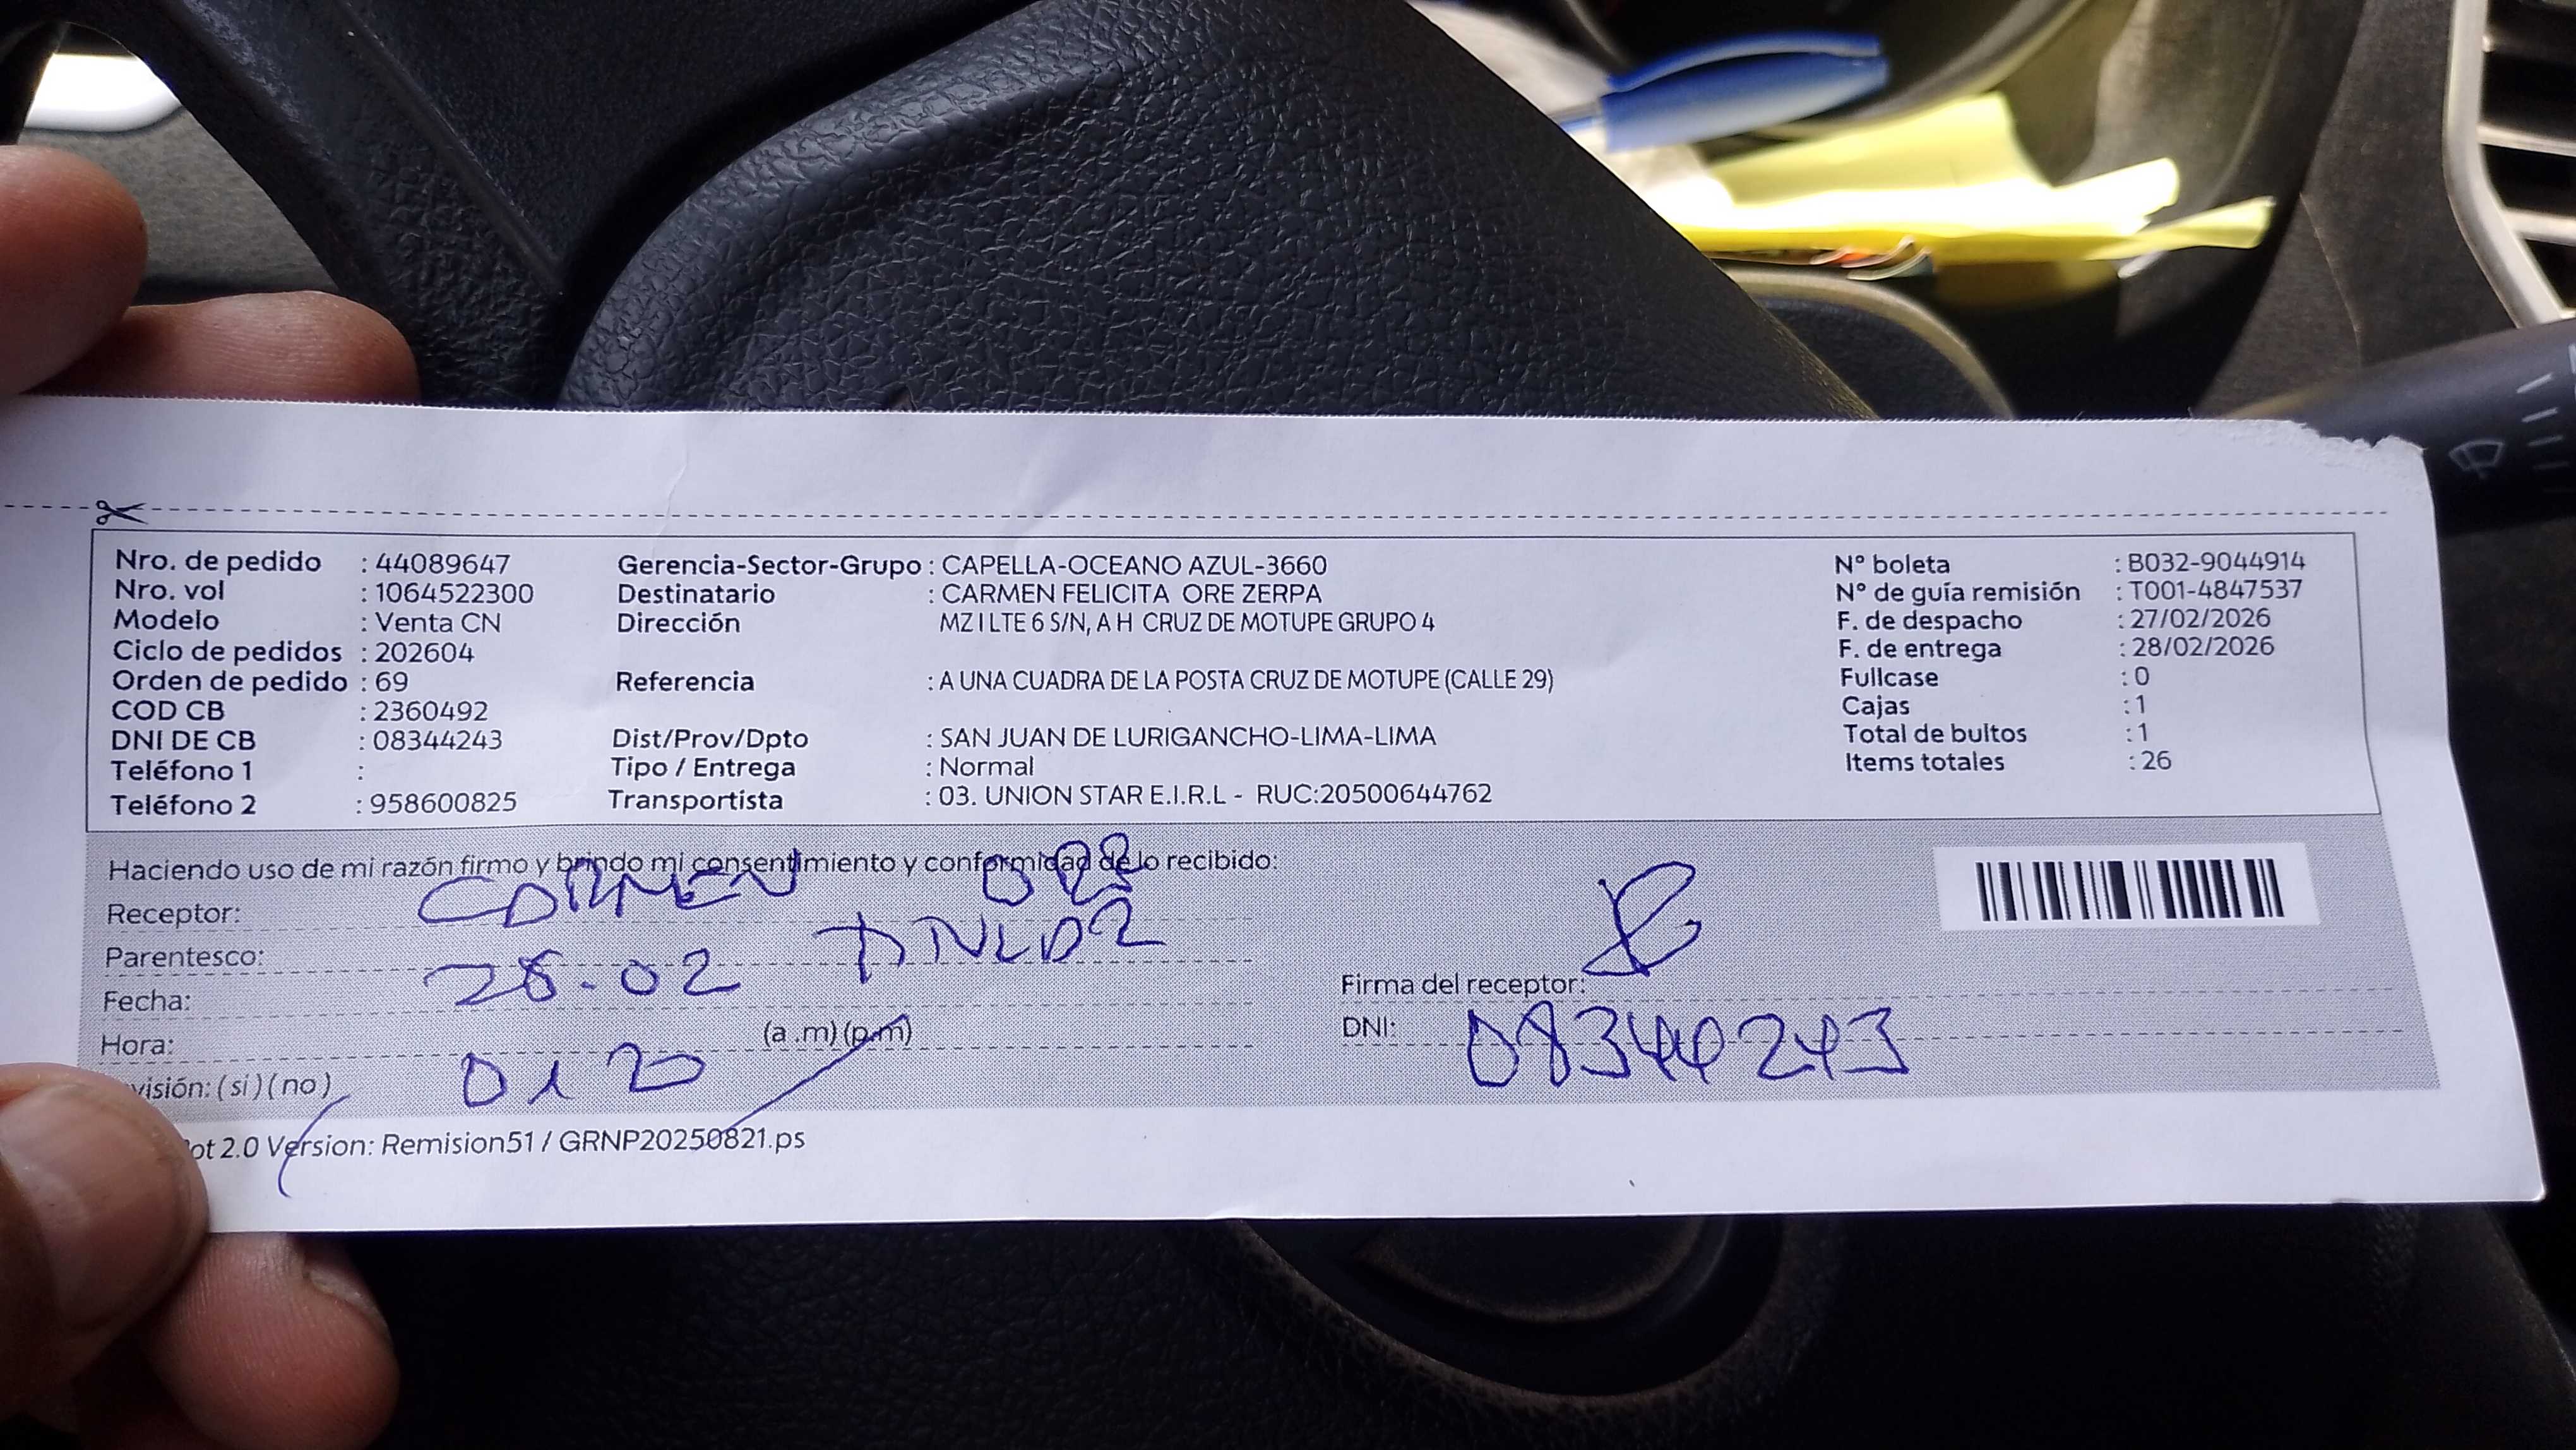 Nro. de pedido : 44089647
Nro. vol : 1064522300
Modelo : Venta CN
Ciclo de pedidos : 202604
Orden de pedido : 69
COD CB : 2360492
DNI DE CB : 08344243
Teléfono 1 :
Teléfono 2 : 958600825
Gerencia-Sector-Grupo : CAPELLA-OCEANO AZUL-3660
Destinatario : CARMEN FELICITA ORE ZERPA
Dirección MZ I LTE 6 S/N, A H CRUZ DE MOTUPE GRUPO 4
Referencia : A UNA CUADRA DE LA POSTA CRUZ DE MOTUPE (CALLE 29)
Dist/Prov/Dpto : SAN JUAN DE LURIGANCHO-LIMA-LIMA
Tipo / Entrega : Normal
Transportista : 03. UNION STAR E.I.R.L - RUC:20500644762
N° boleta : B032-9044914
N° de guía remisión : T001-4847537
F. de despacho : 27/02/2026
F. de entrega : 28/02/2026
Fullcase : 0
Cajas : 1
Total de bultos : 1
Items totales : 26
Haciendo uso de mi razón firmo y brindo mi consentimiento y conformidad de lo recibido:
Receptor: CARMEN
Parentesco:
Fecha: 28-02
Hora: 01 20 (a.m) (p.m)
visión: (si) (no)
Firma del receptor:
DNI: 08344243
ot 2.0 Version: Remision51 / GRNP20250821.ps